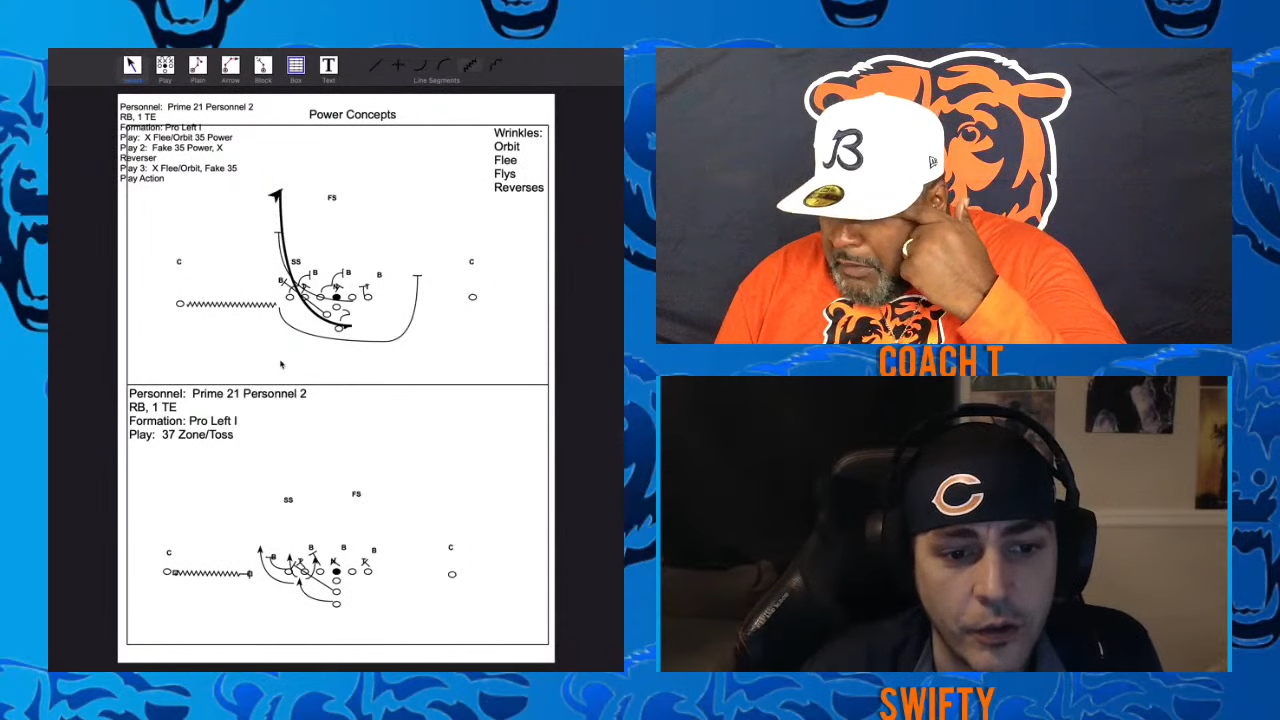 Select
Play
Plain
Arrow
Block
Box
T
Text
Line Segments
Personnel: Prime 21 Personnel 2
RB, 1 TE
Formation: Pro Left I
Play: X Flee/Orbit 35 Power
Play 2: Fake 35 Power, X
Reverser
Play 3: X Flee/Orbit, Fake 35
Play Action
Power Concepts
Wrinkles:
Orbit
Flee
Flys
Reverses
FS
C
SS
B
B
B
B
C
T
Personnel: Prime 21 Personnel 2
RB, 1 TE
Formation: Pro Left I
Play: 37 Zone/Toss
SS
FS
C
B
B
B
B
C
B
COACH T
C
SWIFTY